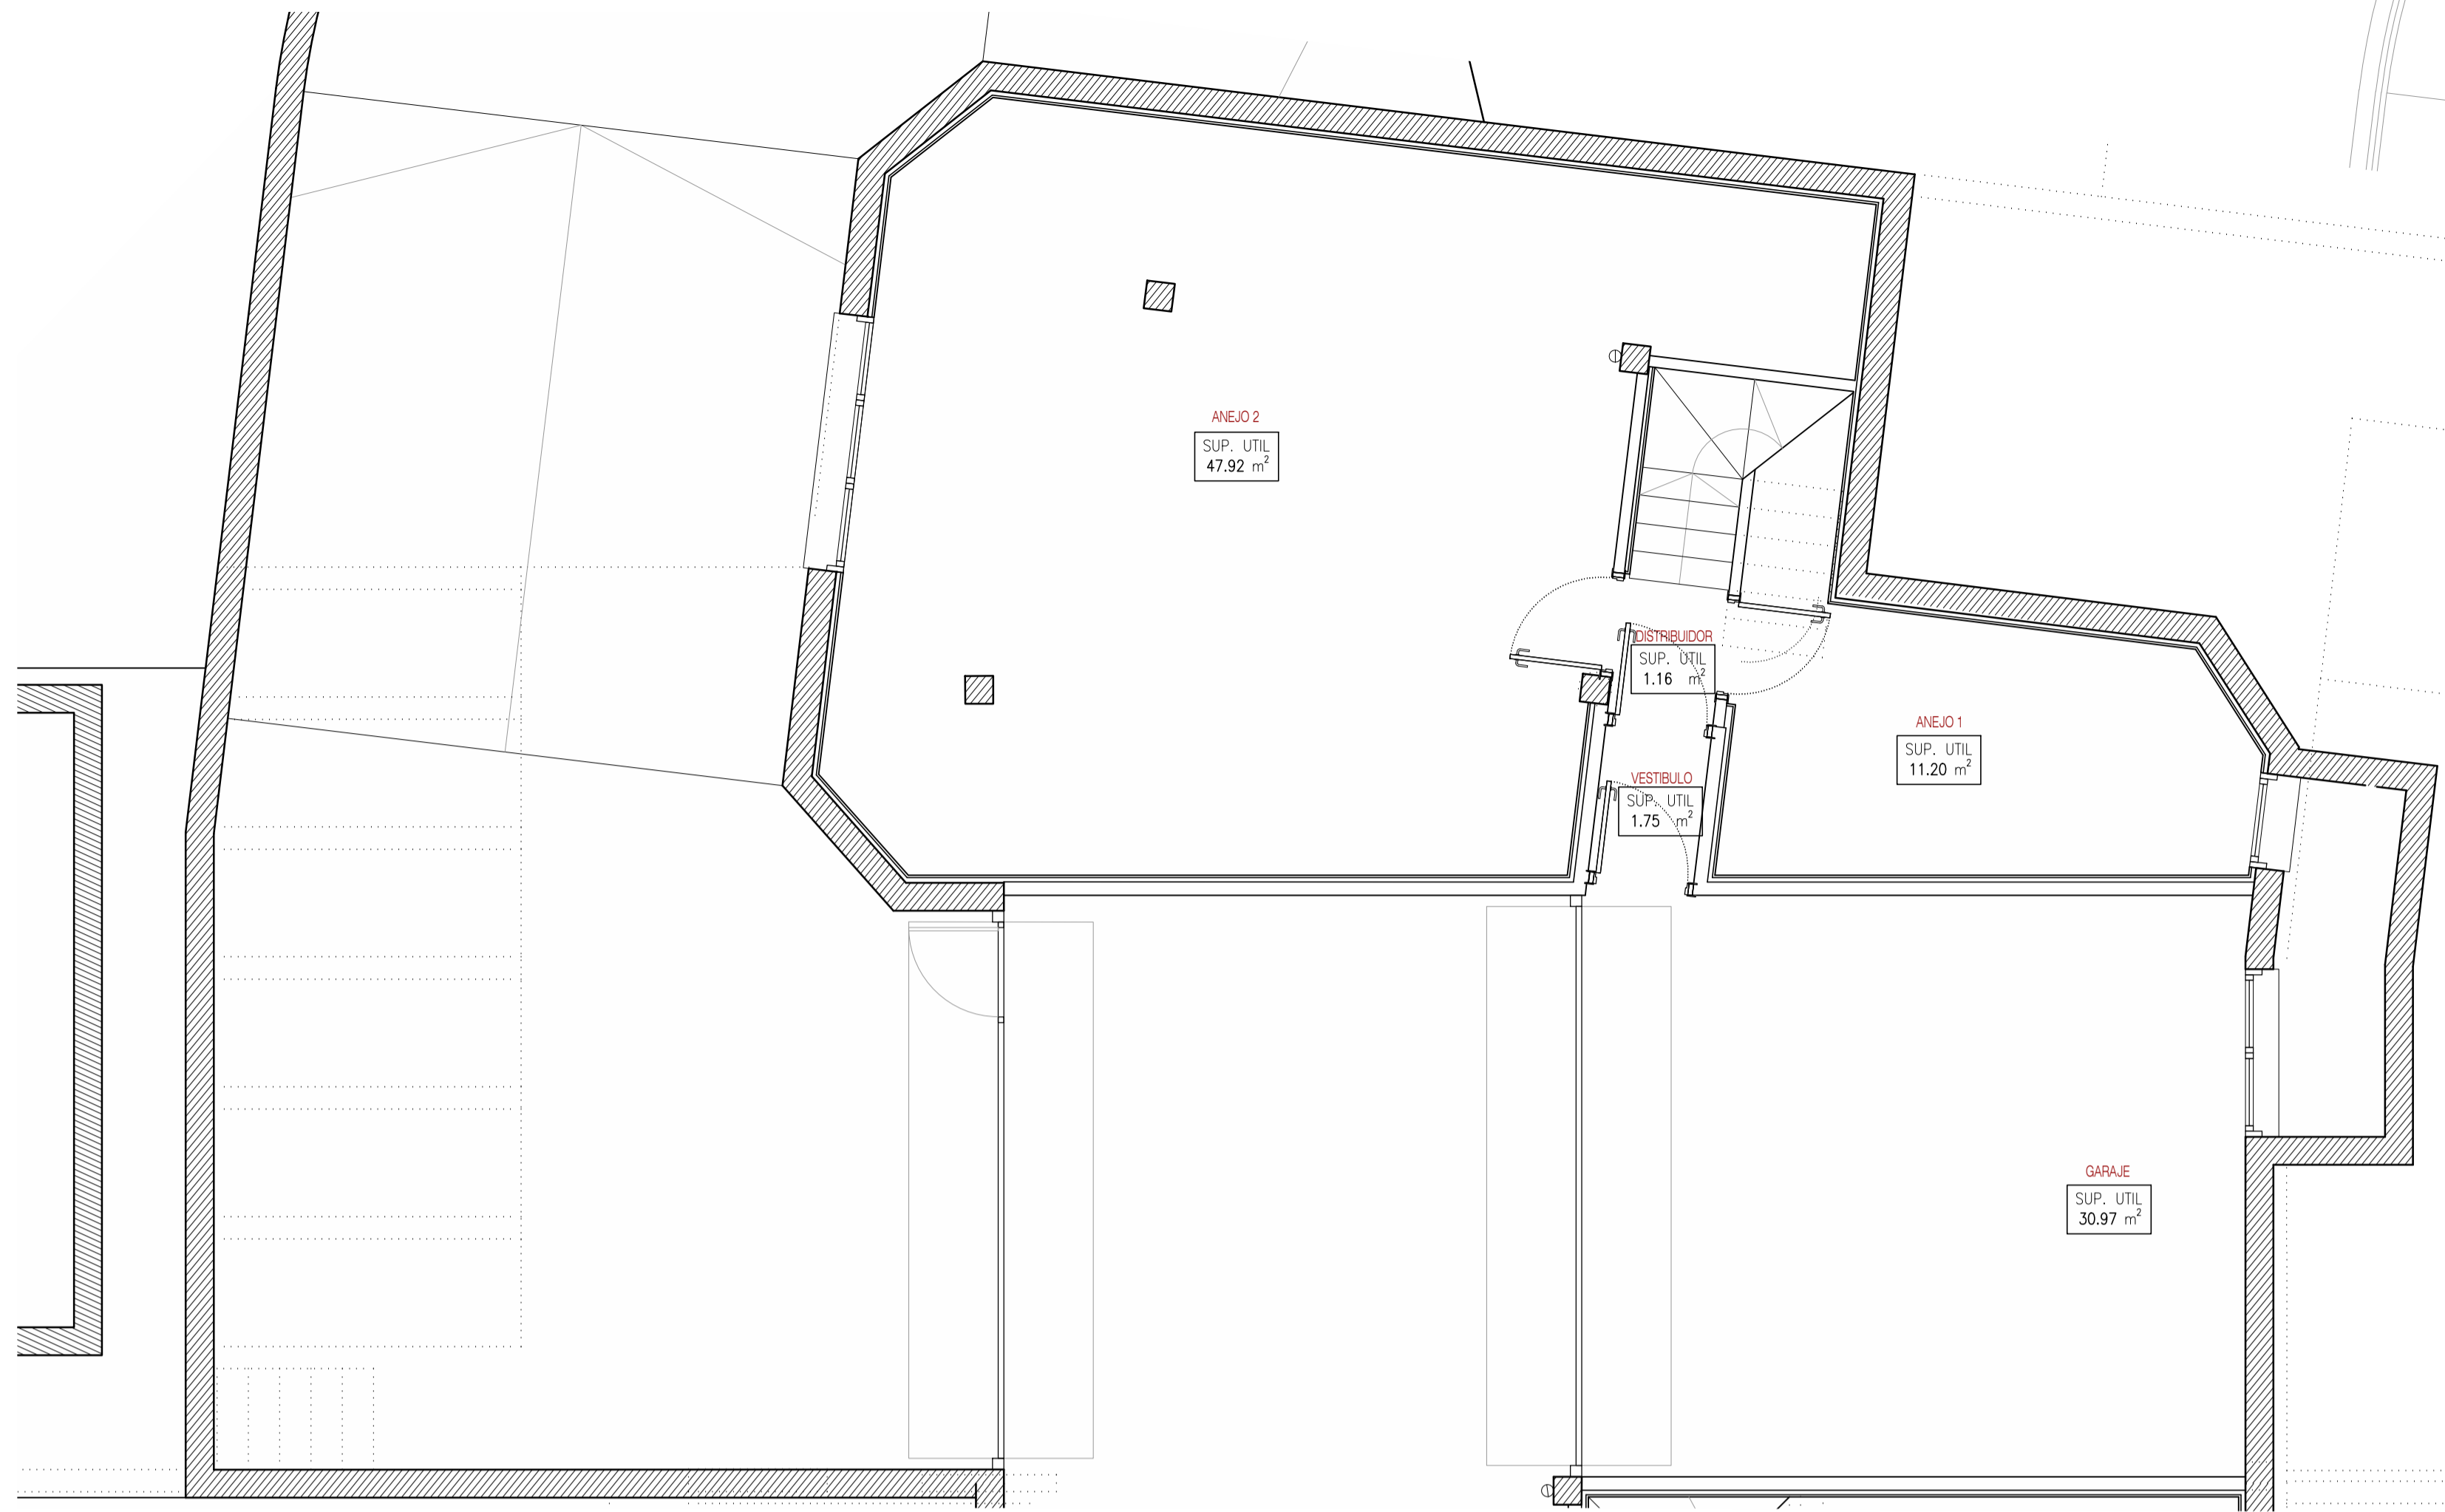 ANEJO 2
SUP. UTIL
47.92 m²
DISTRIBUIDOR
SUP. UTIL
1.16 m²
ANEJO 1
SUP. UTIL
11.20 m²
VESTIBULO
SUP. UTIL
1.75 m²
GARAJE
SUP. UTIL
30.97 m²